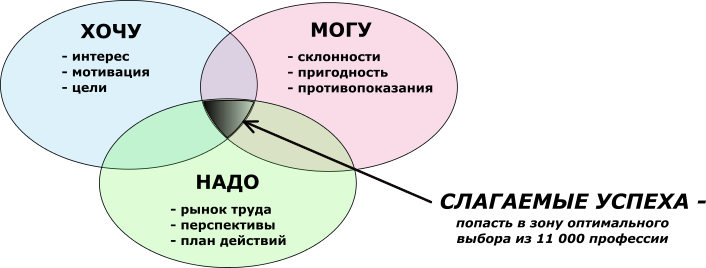 ХОЧУ
- интерес
- мотивация
- цели
МОГУ
- склонности
- пригодность
- противопоказания
НАДО
- рынок труда
- перспективы
- план действий
СЛАГАЕМЫЕ УСПЕХА -
попасть в зону оптимального
выбора из 11 000 профессии